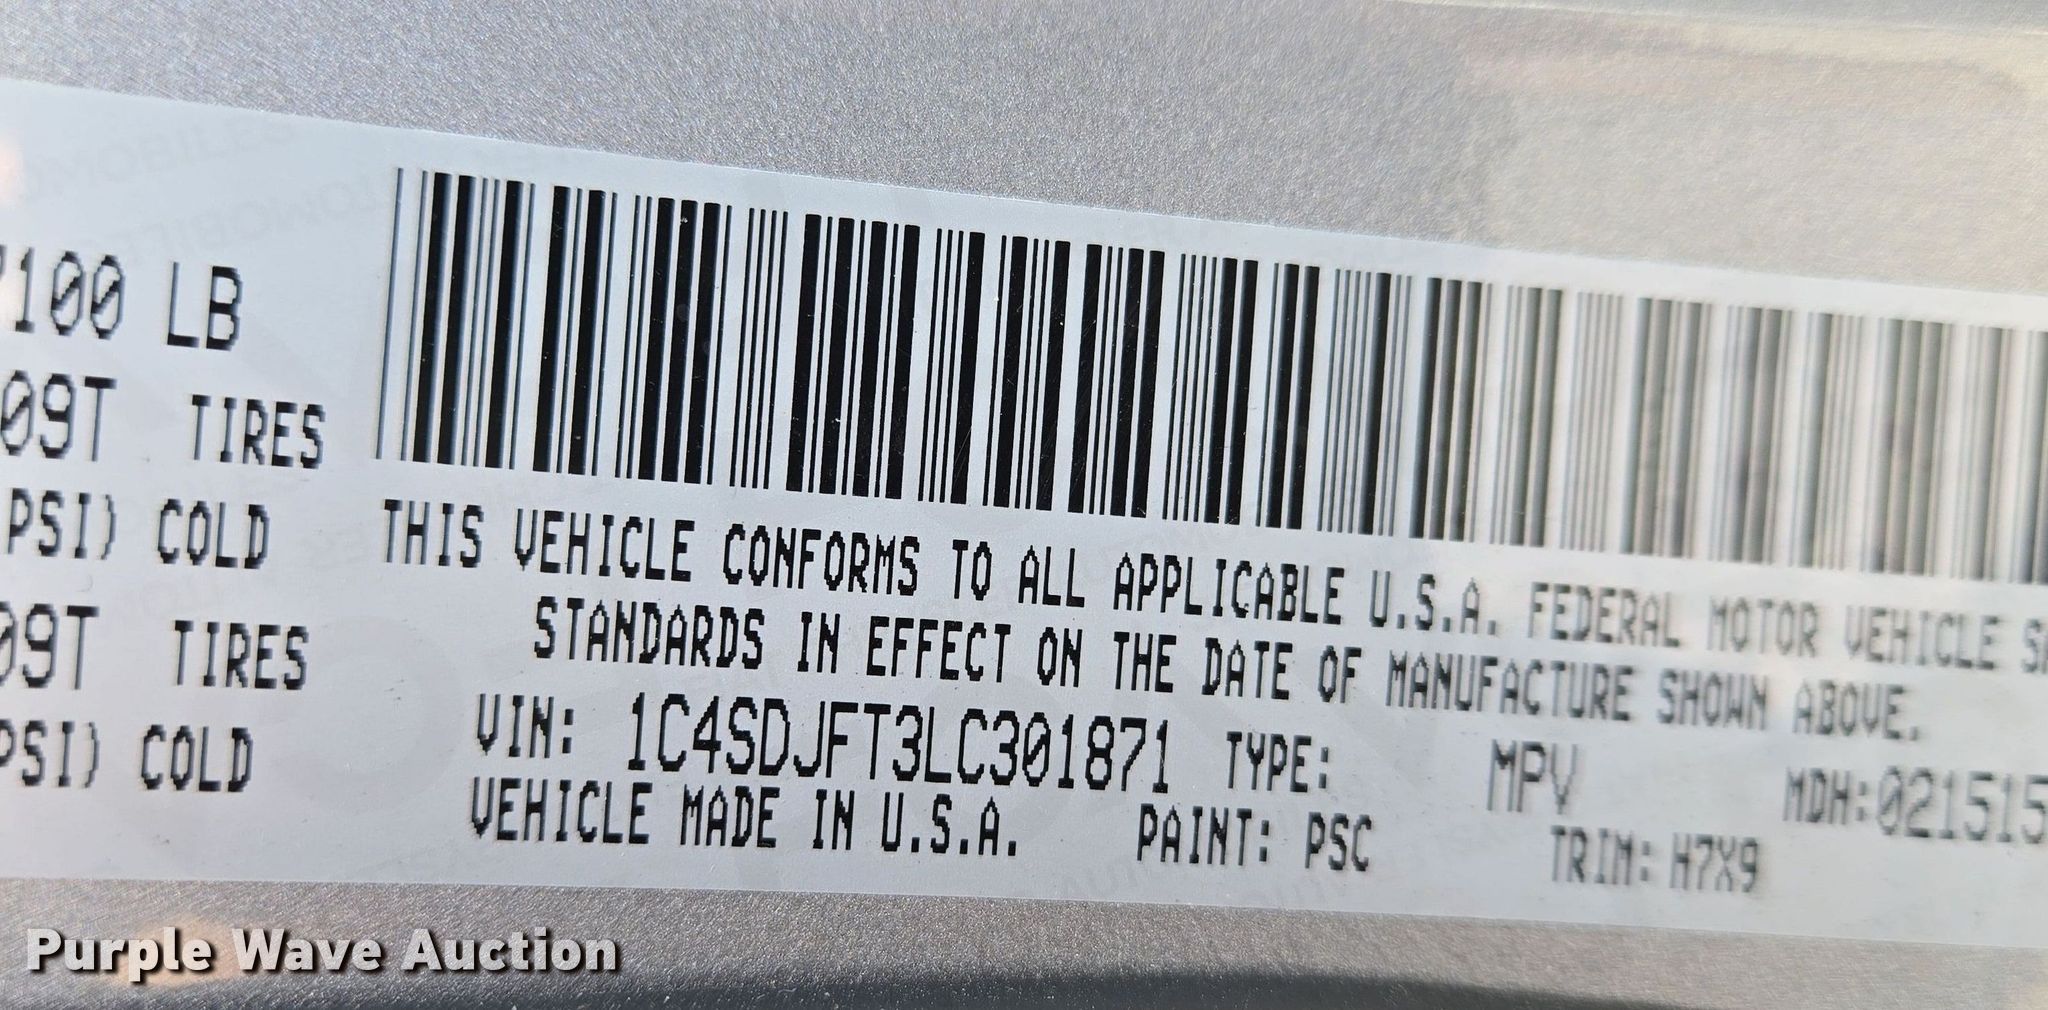 100 LB
09T TIRES
PSI) COLD
09T TIRES
PSI) COLD
THIS VEHICLE CONFORMS TO ALL APPLICABLE U.S.A. FEDERAL MOTOR VEHICLE
STANDARDS IN EFFECT ON THE DATE OF MANUFACTURE SHOWN ABOVE.
VIN: 1C4SDJFT3LC301871 TYPE: MPV MDH:021515
VEHICLE MADE IN U.S.A. PAINT: PSC TRIM: H7X9
Purple Wave Auction